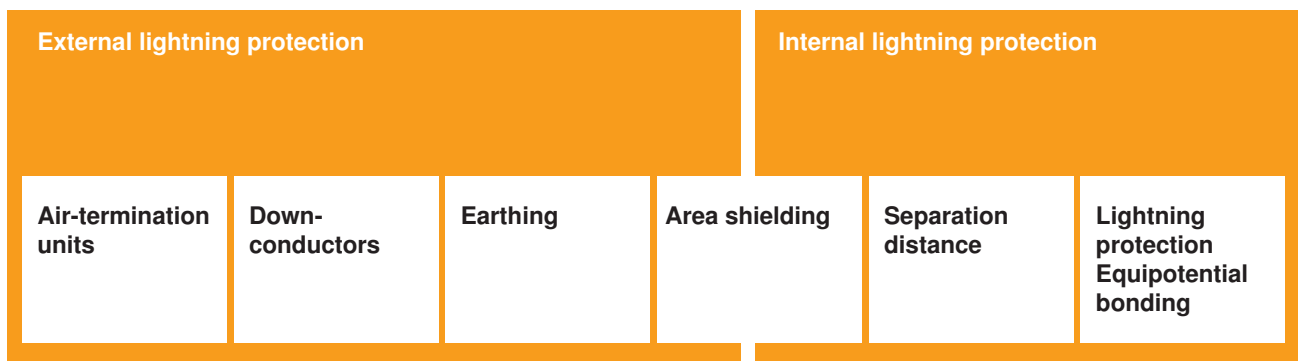 External lightning protection
Internal lightning protection
Air-termination
units
Down-
conductors
Earthing
Area shielding
Separation
distance
Lightning
protection
Equipotential
bonding